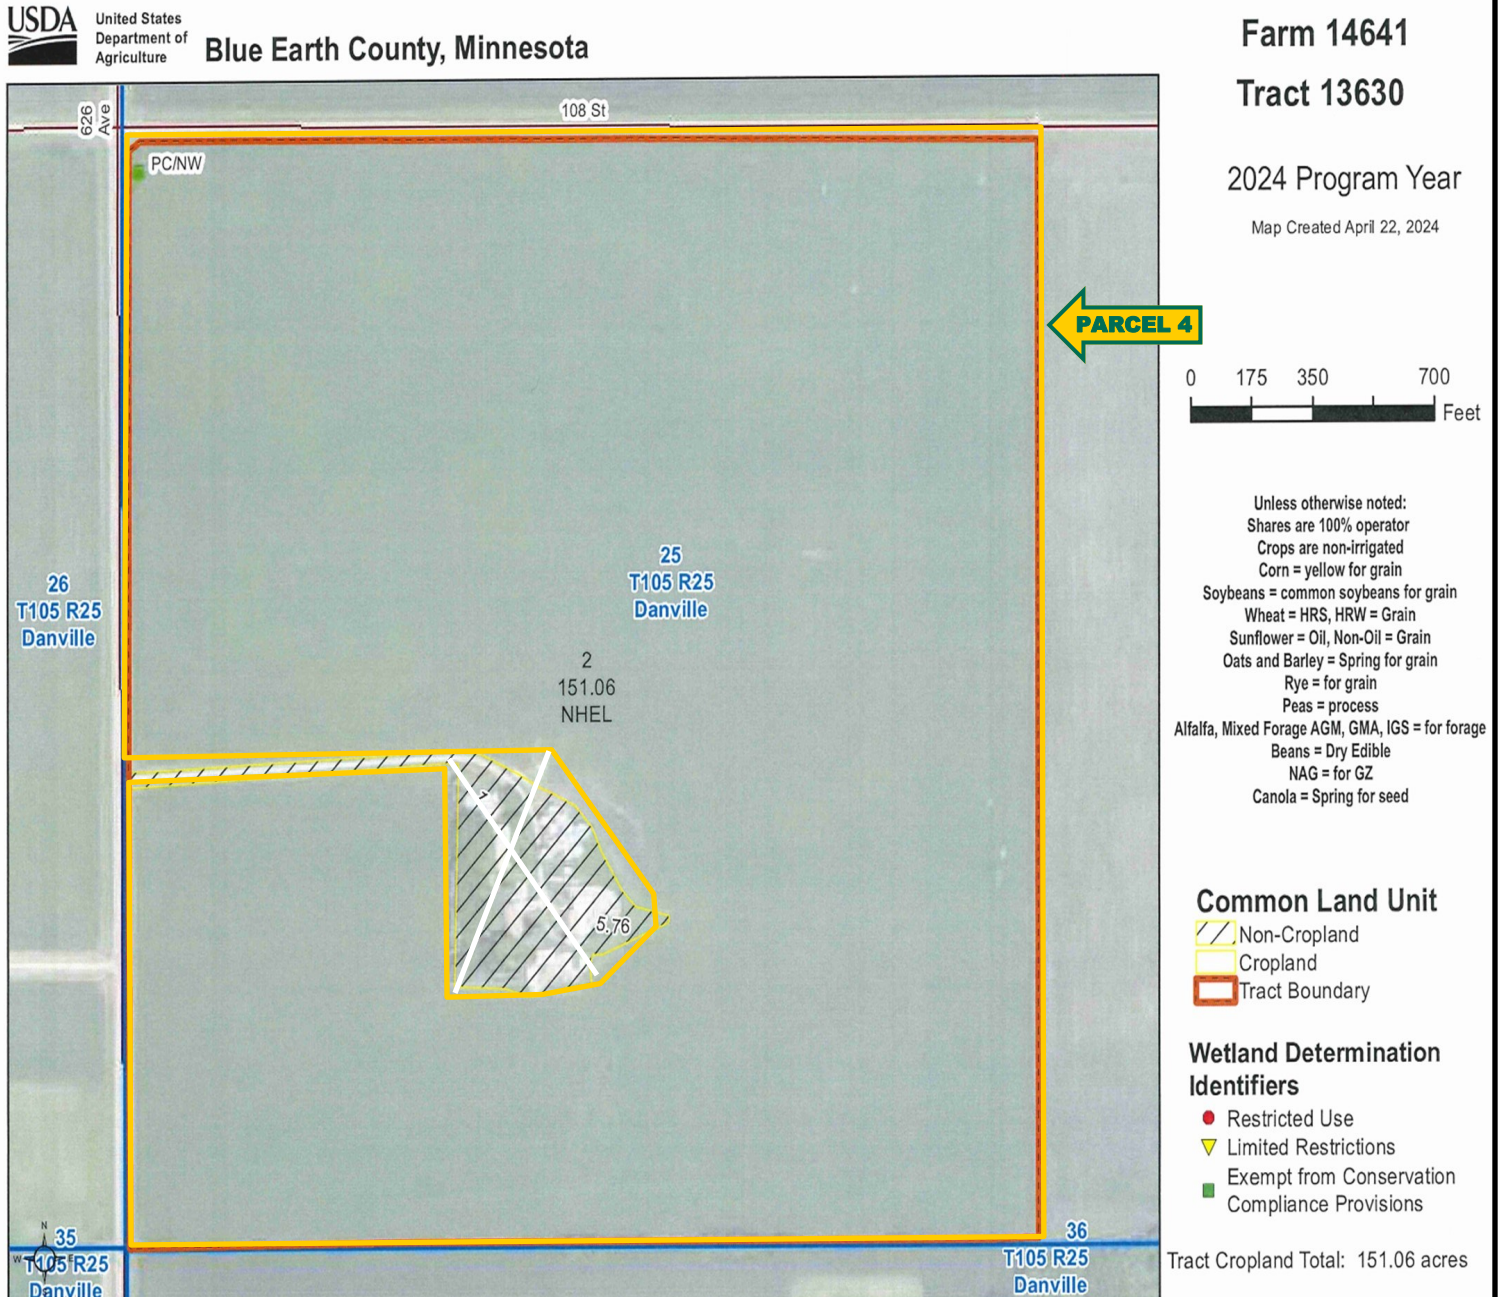 USDA
United States
Department of
Agriculture
Blue Earth County, Minnesota
Farm 14641
Tract 13630
2024 Program Year
Map Created April 22, 2024
626
Ave
108 St
PC/NW
PARCEL 4
0 175 350 700
Feet
25
T105 R25
Danville
26
T105 R25
Danville
2
151.06
NHEL
1
5.76
Unless otherwise noted:
Shares are 100% operator
Crops are non-irrigated
Corn = yellow for grain
Soybeans = common soybeans for grain
Wheat = HRS, HRW = Grain
Sunflower = Oil, Non-Oil = Grain
Oats and Barley = Spring for grain
Rye = for grain
Peas = process
Alfalfa, Mixed Forage AGM, GMA, IGS = for forage
Beans = Dry Edible
NAG = for GZ
Canola = Spring for seed
Common Land Unit
Non-Cropland
Cropland
Tract Boundary
Wetland Determination
Identifiers
Restricted Use
Limited Restrictions
Exempt from Conservation
Compliance Provisions
Tract Cropland Total: 151.06 acres
N
W E
S
35
T105 R25
Danville
36
T105 R25
Danville